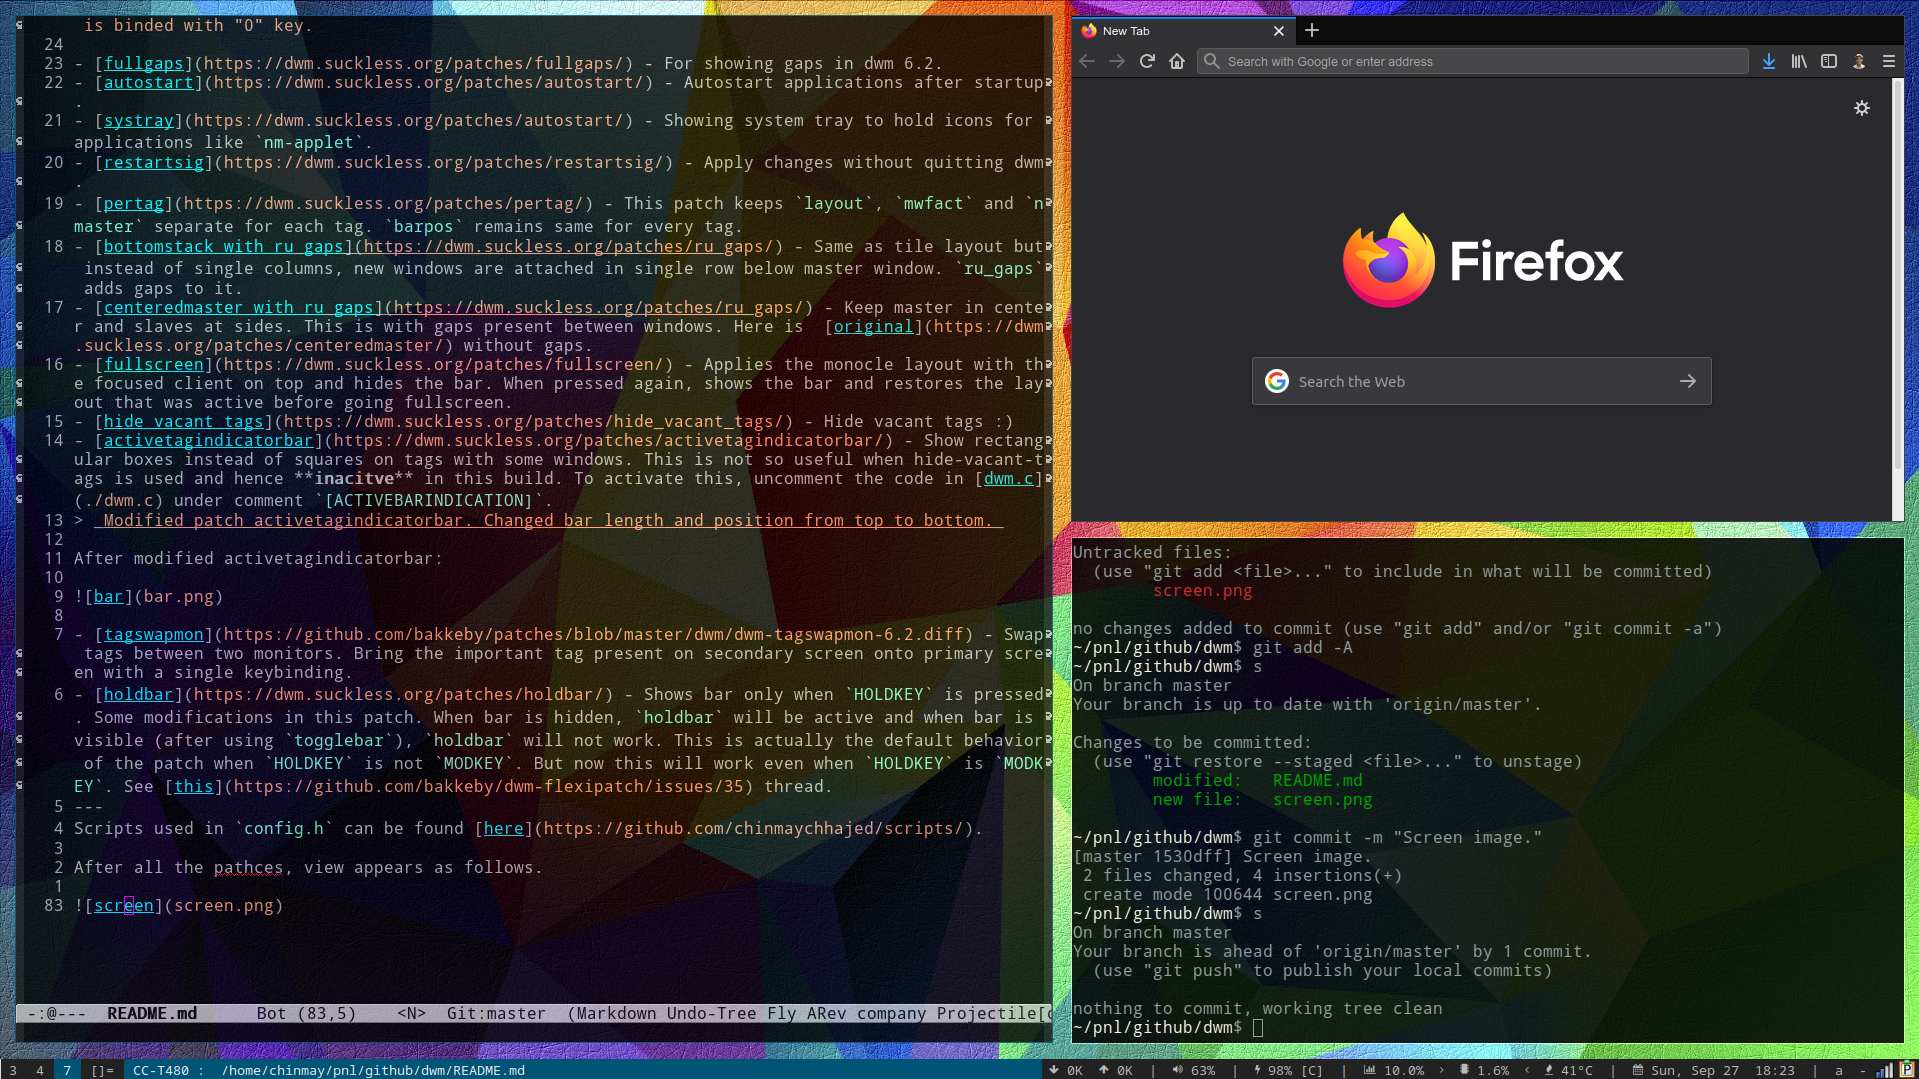 is binded with "0" key.
24
23 - [fullgaps](https://dwm.suckless.org/patches/fullgaps/) - For showing gaps in dwm 6.2.
22 - [autostart](https://dwm.suckless.org/patches/autostart/) - Autostart applications after startup
.
21 - [systray](https://dwm.suckless.org/patches/autostart/) - Showing system tray to hold icons for
applications like `nm-applet`.
20 - [restartsig](https://dwm.suckless.org/patches/restartsig/) - Apply changes without quitting dwm
.
19 - [pertag](https://dwm.suckless.org/patches/pertag/) - This patch keeps `layout`, `mwfact` and `n
master` separate for each tag. `barpos` remains same for every tag.
18 - [bottomstack with ru gaps](https://dwm.suckless.org/patches/ru_gaps/) - Same as tile layout but
instead of single columns, new windows are attached in single row below master window. `ru_gaps`
adds gaps to it.
17 - [centeredmaster with ru gaps](https://dwm.suckless.org/patches/ru_gaps/) - Keep master in cente
r and slaves at sides. This is with gaps present between windows. Here is  [original](https://dwm
.suckless.org/patches/centeredmaster/) without gaps.
16 - [fullscreen](https://dwm.suckless.org/patches/fullscreen/) - Applies the monocle layout with th
e focused client on top and hides the bar. When pressed again, shows the bar and restores the lay
out that was active before going fullscreen.
15 - [hide vacant tags](https://dwm.suckless.org/patches/hide_vacant_tags/) - Hide vacant tags :)
14 - [activetagindicatorbar](https://dwm.suckless.org/patches/activetagindicatorbar/) - Show rectang
ular boxes instead of squares on tags with some windows. This is not so useful when hide-vacant-t
ags is used and hence **inacitve** in this build. To activate this, uncomment the code in [dwm.c]
(./dwm.c) under comment `[ACTIVEBARINDICATION]`.
13 >  Modified patch activetagindicatorbar. Changed bar length and position from top to bottom.
12
11 After modified activetagindicatorbar:
10
9 ![bar](bar.png)
8
7 - [tagswapmon](https://github.com/bakkeby/patches/blob/master/dwm/dwm-tagswapmon-6.2.diff) - Swap
tags between two monitors. Bring the important tag present on secondary screen onto primary scre
en with a single keybinding.
6 - [holdbar](https://dwm.suckless.org/patches/holdbar/) - Shows bar only when `HOLDKEY` is pressed
. Some modifications in this patch. When bar is hidden, `holdbar` will be active and when bar is
visible (after using `togglebar`), `holdbar` will not work. This is actually the default behavior
of the patch when `HOLDKEY` is not `MODKEY`. But now this will work even when `HOLDKEY` is `MODK
EY`. See [this](https://github.com/bakkeby/dwm-flexipatch/issues/35) thread.
5 ---
4 Scripts used in `config.h` can be found [here](https://github.com/chinmaychhajed/scripts/).
3
2 After all the pathces, view appears as follows.
1
83 ![screen](screen.png)
-:@---  README.md      Bot (83,5)    <N>  Git:master  (Markdown Undo-Tree Fly ARev company Projectile[
New Tab
Search with Google or enter address
Firefox
Search the Web
Untracked files:
(use "git add <file>..." to include in what will be committed)
screen.png
no changes added to commit (use "git add" and/or "git commit -a")
~/pnl/github/dwm$ git add -A
~/pnl/github/dwm$ s
On branch master
Your branch is up to date with 'origin/master'.
Changes to be committed:
(use "git restore --staged <file>..." to unstage)
modified:   README.md
new file:   screen.png
~/pnl/github/dwm$ git commit -m "Screen image."
[master 1530dff] Screen image.
2 files changed, 4 insertions(+)
create mode 100644 screen.png
~/pnl/github/dwm$ s
On branch master
Your branch is ahead of 'origin/master' by 1 commit.
(use "git push" to publish your local commits)
nothing to commit, working tree clean
~/pnl/github/dwm$
3 4 7 []= CC-T480 : /home/chinmay/pnl/github/dwm/README.md 0K 0K | 63% | 98% [C] | 10.0% > 1.6% < 41°C | Sun, Sep 27 18:23 | a -